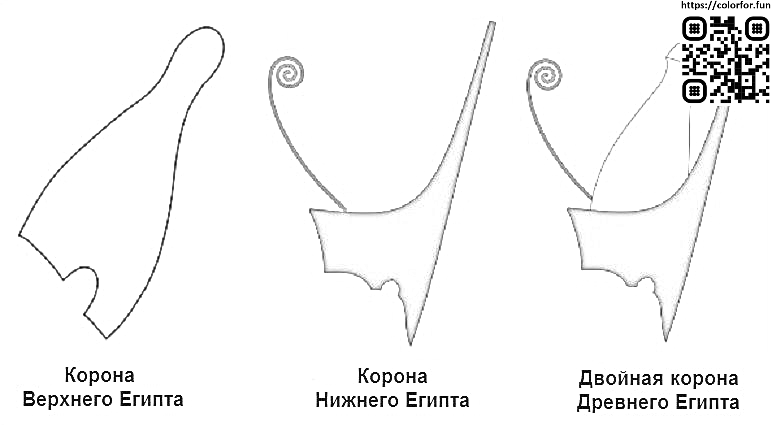 https://colorfor.fun
Корона
Верхнего Египта
Корона
Нижнего Египта
Двойная корона
Древнего Египта